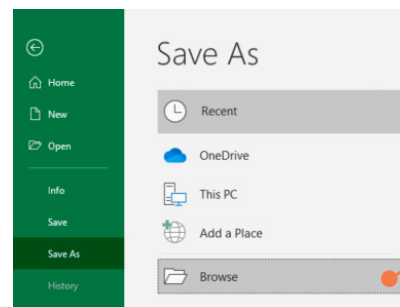 Save As
Home
New
Open
Info
Save
Save As
History
Recent
OneDrive
This PC
Add a Place
Browse